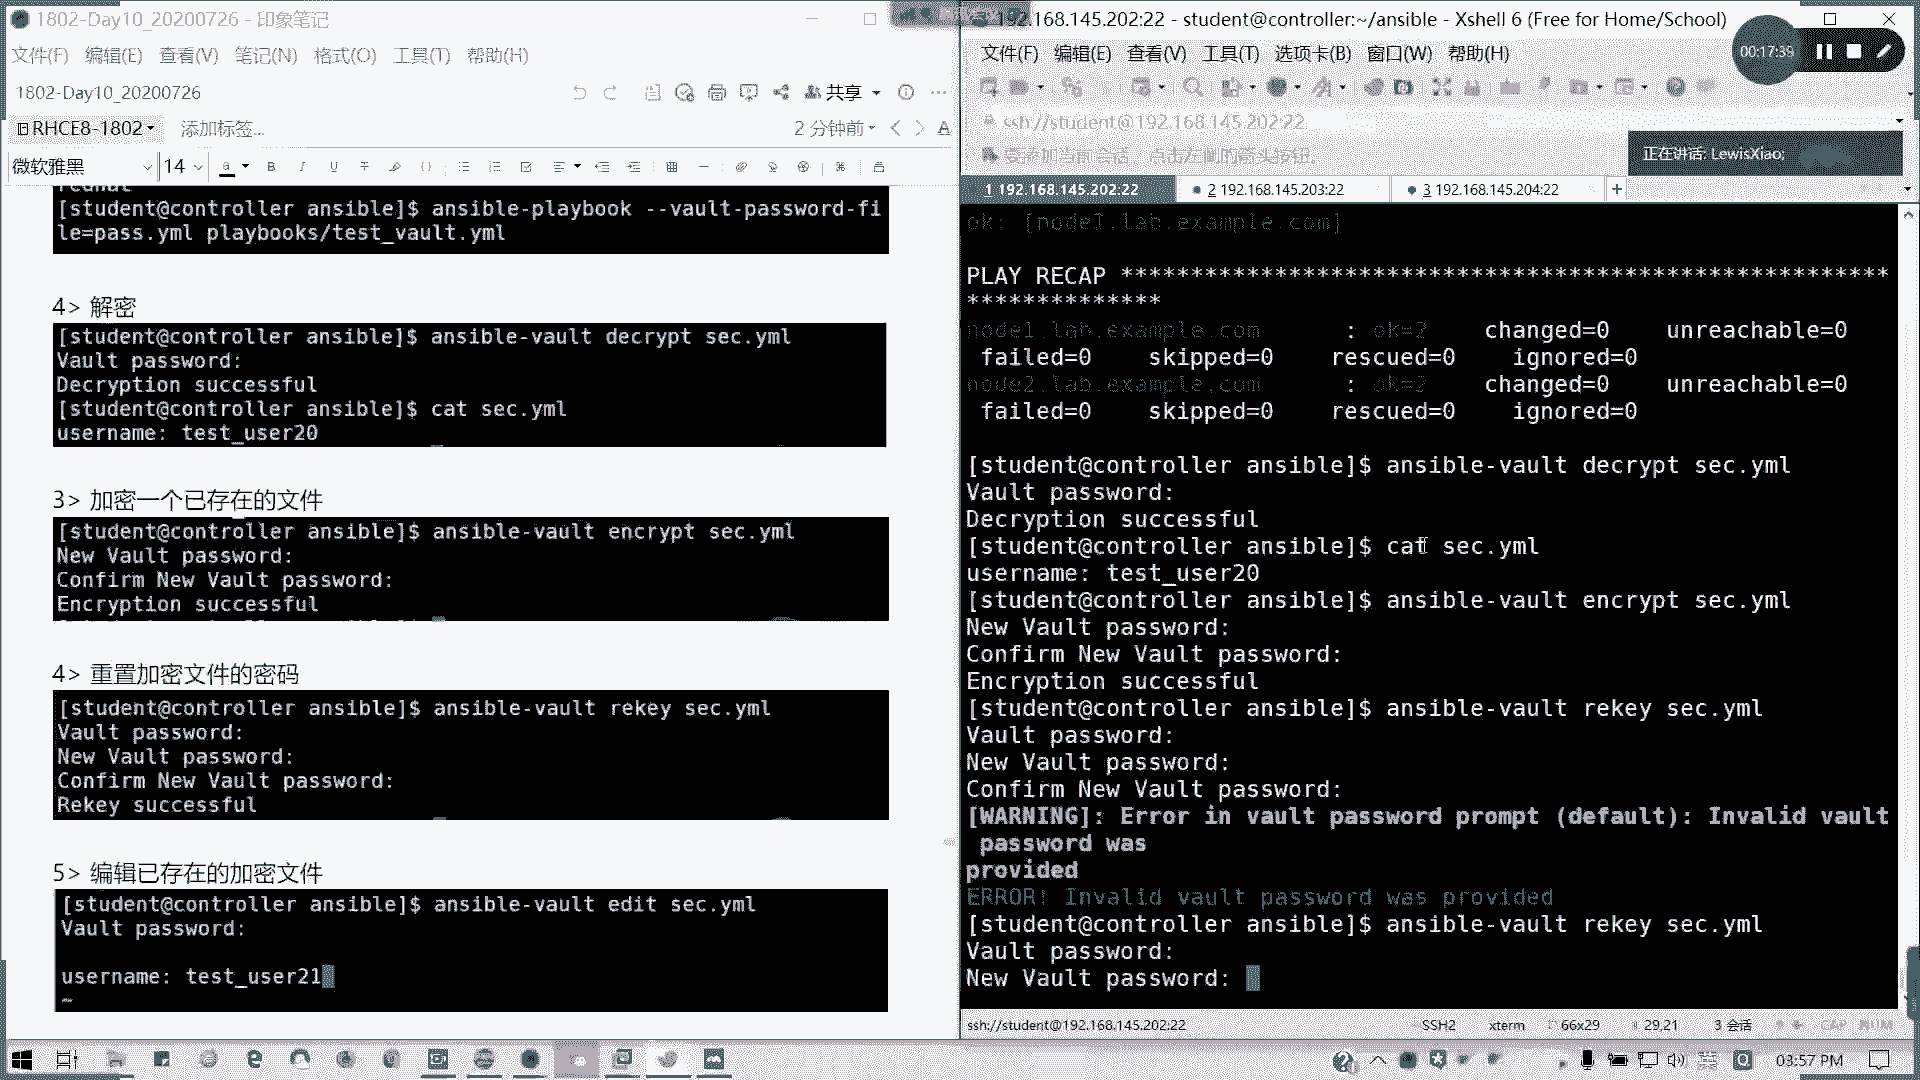 1802-Day10_20200726 - 印象笔记
文件(F) 编辑(E) 查看(V) 笔记(N) 格式(O) 工具(T) 帮助(H)
1802-Day10_20200726
共享
RHCE8-1802
添加标签...
2 分钟前
微软雅黑
14
[student@controller ansible]$ ansible-playbook --vault-password-fi
le=pass.yml playbooks/test_vault.yml
4> 解密
[student@controller ansible]$ ansible-vault decrypt sec.yml
Vault password:
Decryption successful
[student@controller ansible]$ cat sec.yml
username: test_user20
3> 加密一个已存在的文件
[student@controller ansible]$ ansible-vault encrypt sec.yml
New Vault password:
Confirm New Vault password:
Encryption successful
4> 重置加密文件的密码
[student@controller ansible]$ ansible-vault rekey sec.yml
Vault password:
New Vault password:
Confirm New Vault password:
Rekey successful
5> 编辑已存在的加密文件
[student@controller ansible]$ ansible-vault edit sec.yml
Vault password:
username: test_user21
~
192.168.145.202:22 - student@controller:~/ansible - Xshell 6 (Free for Home/School)
00:17:39
文件(F) 编辑(E) 查看(V) 工具(T) 选项卡(B) 窗口(W) 帮助(H)
ssh://student@192.168.145.202:22
要添加当前会话，点击左侧的箭头按钮。
正在讲话: LewisXiao;
1 192.168.145.202:22
2 192.168.145.203:22
3 192.168.145.204:22
ok: [node1.lab.example.com]
PLAY RECAP *******************************************************
**************
node1.lab.example.com : ok=2 changed=0 unreachable=0
failed=0 skipped=0 rescued=0 ignored=0
node2.lab.example.com : ok=2 changed=0 unreachable=0
failed=0 skipped=0 rescued=0 ignored=0
[student@controller ansible]$ ansible-vault decrypt sec.yml
Vault password:
Decryption successful
[student@controller ansible]$ cat sec.yml
username: test_user20
[student@controller ansible]$ ansible-vault encrypt sec.yml
New Vault password:
Confirm New Vault password:
Encryption successful
[student@controller ansible]$ ansible-vault rekey sec.yml
Vault password:
New Vault password:
Confirm New Vault password:
[WARNING]: Error in vault password prompt (default): Invalid vault
password was
provided
ERROR! Invalid vault password was provided
[student@controller ansible]$ ansible-vault rekey sec.yml
Vault password:
New Vault password:
ssh://student@192.168.145.202:22
SSH2
xterm
66x29
29,21
3 会话
CAP NUM
03:57 PM